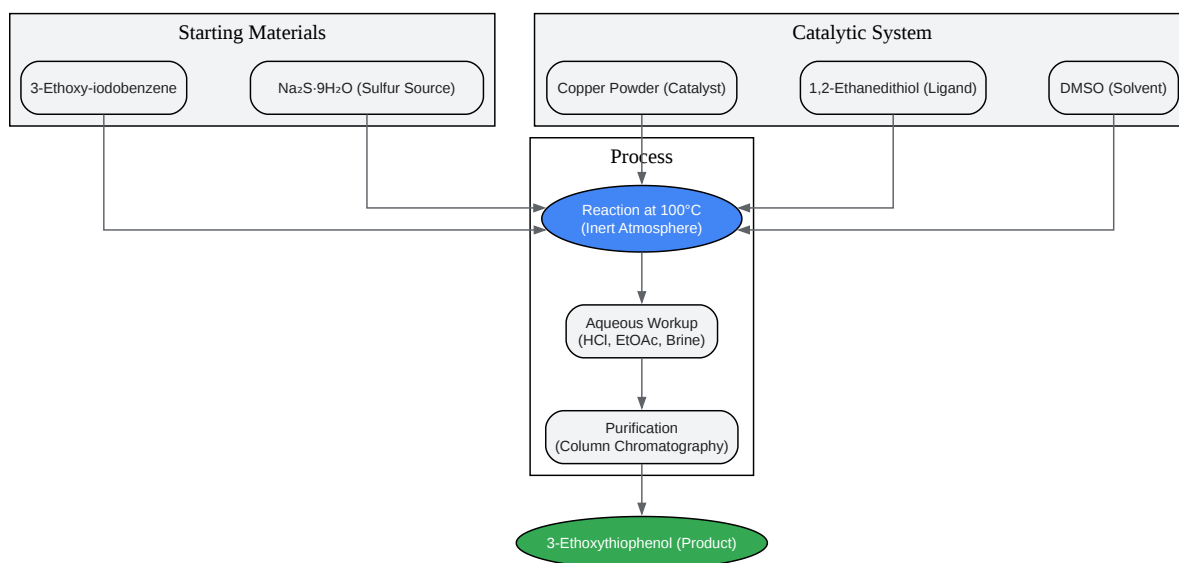 Starting Materials
Catalytic System
3-Ethoxy-iodobenzene
Na₂S·9H₂O (Sulfur Source)
Copper Powder (Catalyst)
1,2-Ethanedithiol (Ligand)
DMSO (Solvent)
Process
Reaction at 100°C
(Inert Atmosphere)
Aqueous Workup
(HCl, EtOAc, Brine)
Purification
(Column Chromatography)
3-Ethoxythiophenol (Product)